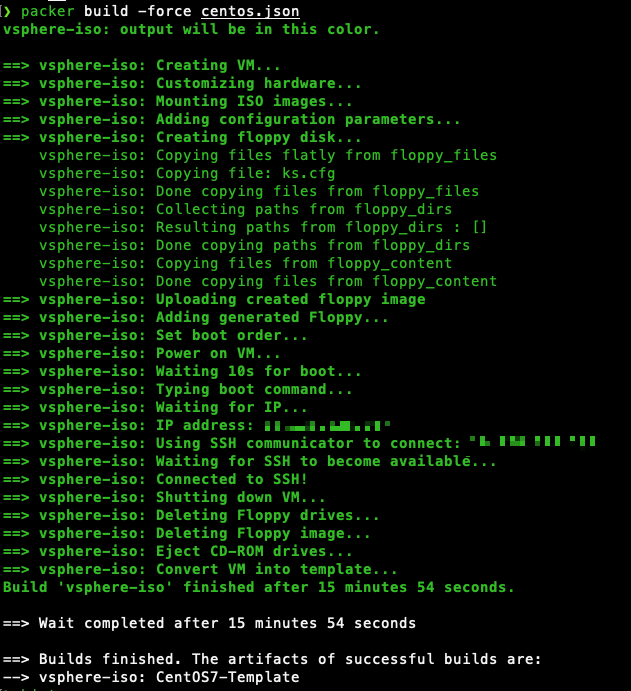 ❯ packer build -force centos.json
vsphere-iso: output will be in this color.
==> vsphere-iso: Creating VM...
==> vsphere-iso: Customizing hardware...
==> vsphere-iso: Mounting ISO images...
==> vsphere-iso: Adding configuration parameters...
==> vsphere-iso: Creating floppy disk...
vsphere-iso: Copying files flatly from floppy_files
vsphere-iso: Copying file: ks.cfg
vsphere-iso: Done copying files from floppy_files
vsphere-iso: Collecting paths from floppy_dirs
vsphere-iso: Resulting paths from floppy_dirs : []
vsphere-iso: Done copying paths from floppy_dirs
vsphere-iso: Copying files from floppy_content
vsphere-iso: Done copying files from floppy_content
==> vsphere-iso: Uploading created floppy image
==> vsphere-iso: Adding generated Floppy...
==> vsphere-iso: Set boot order...
==> vsphere-iso: Power on VM...
==> vsphere-iso: Waiting 10s for boot...
==> vsphere-iso: Typing boot command...
==> vsphere-iso: Waiting for IP...
==> vsphere-iso: IP address:
==> vsphere-iso: Using SSH communicator to connect:
==> vsphere-iso: Waiting for SSH to become available...
==> vsphere-iso: Connected to SSH!
==> vsphere-iso: Shutting down VM...
==> vsphere-iso: Deleting Floppy drives...
==> vsphere-iso: Deleting Floppy image...
==> vsphere-iso: Eject CD-ROM drives...
==> vsphere-iso: Convert VM into template...
Build 'vsphere-iso' finished after 15 minutes 54 seconds.
==> Wait completed after 15 minutes 54 seconds
==> Builds finished. The artifacts of successful builds are:
--> vsphere-iso: CentOS7-Template